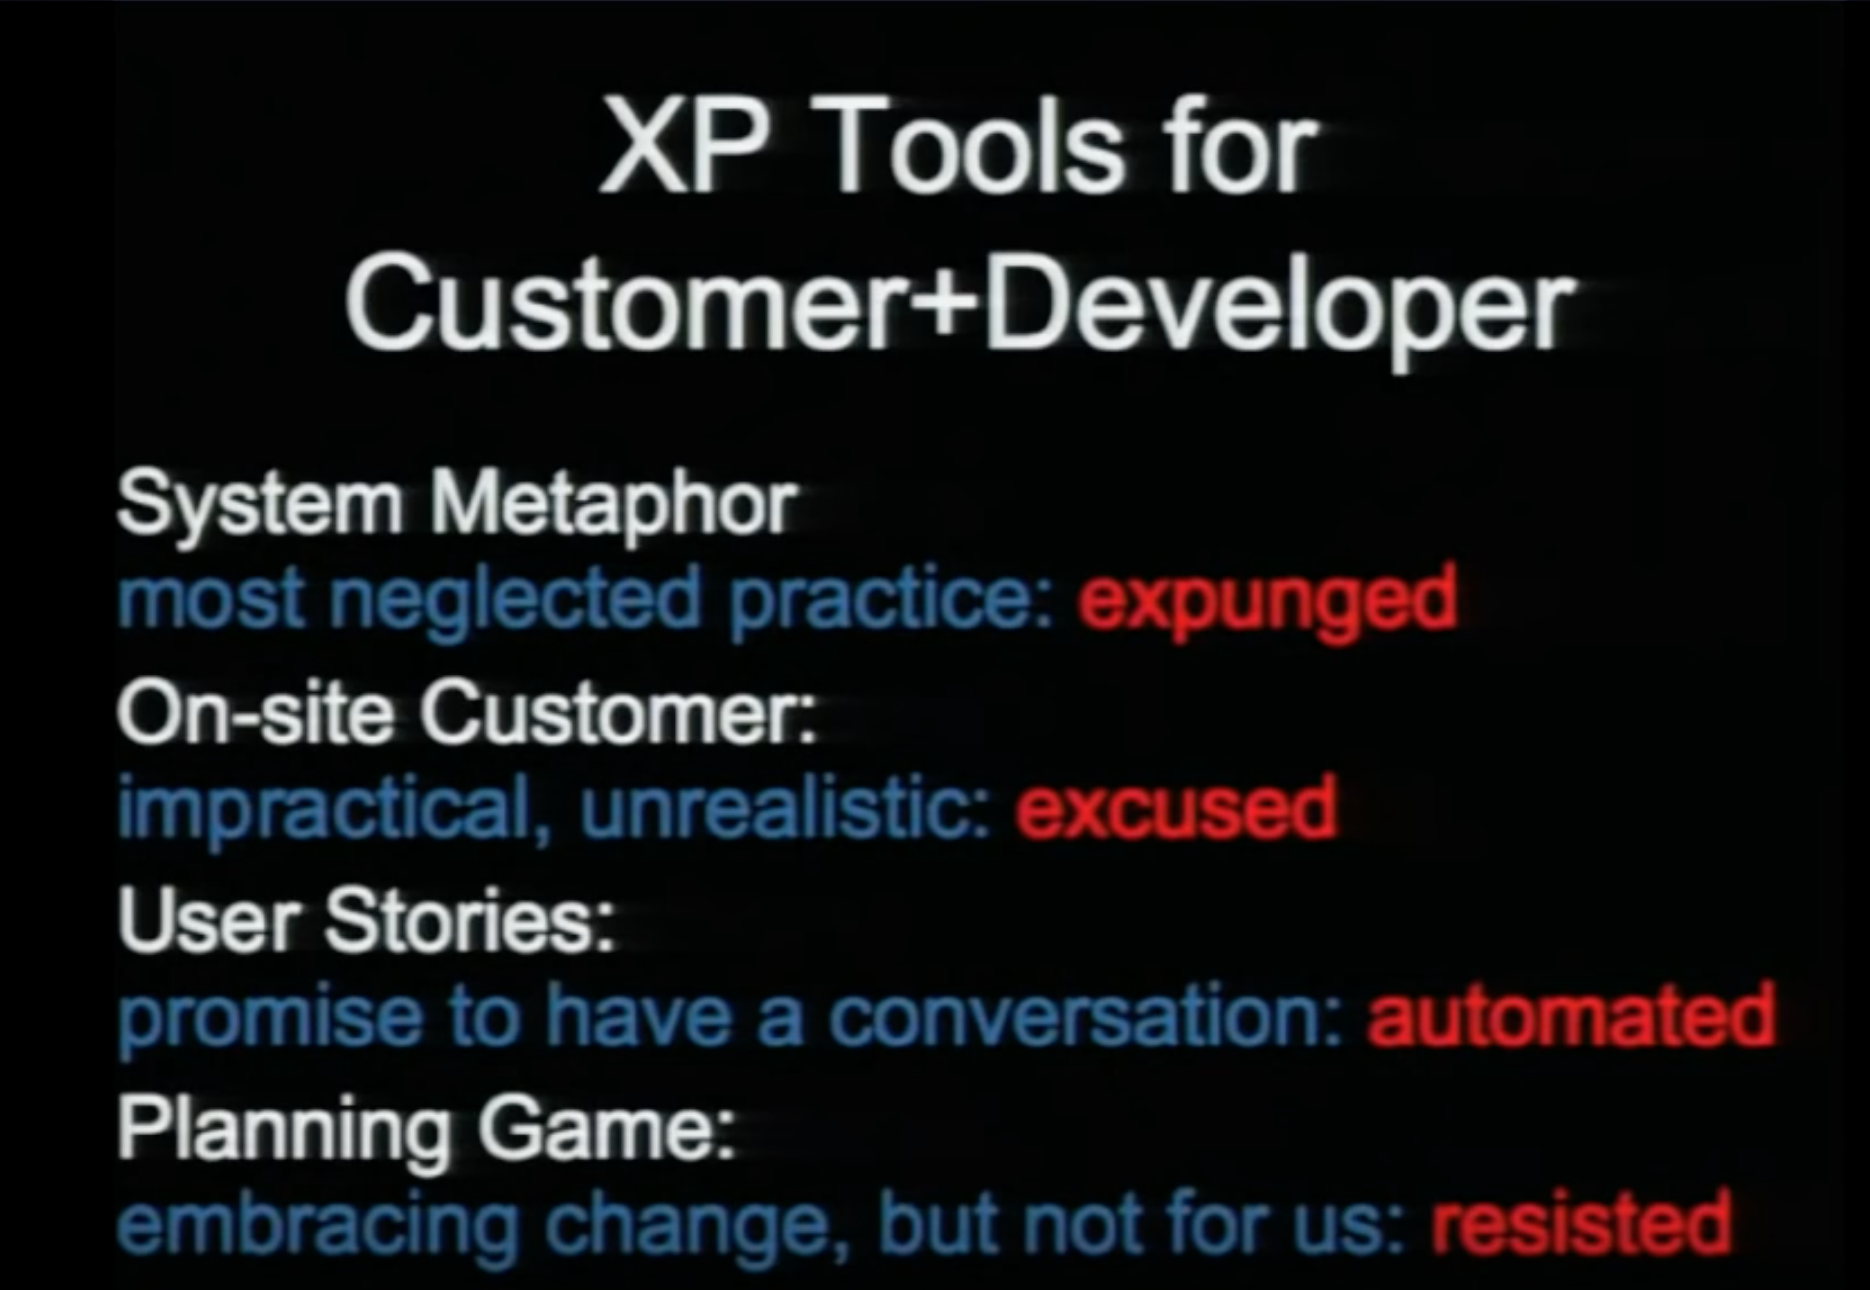 XP Tools for
Customer+Developer
System Metaphor
most neglected practice: expunged
On-site Customer:
impractical, unrealistic: excused
User Stories:
promise to have a conversation: automated
Planning Game:
embracing change, but not for us: resisted